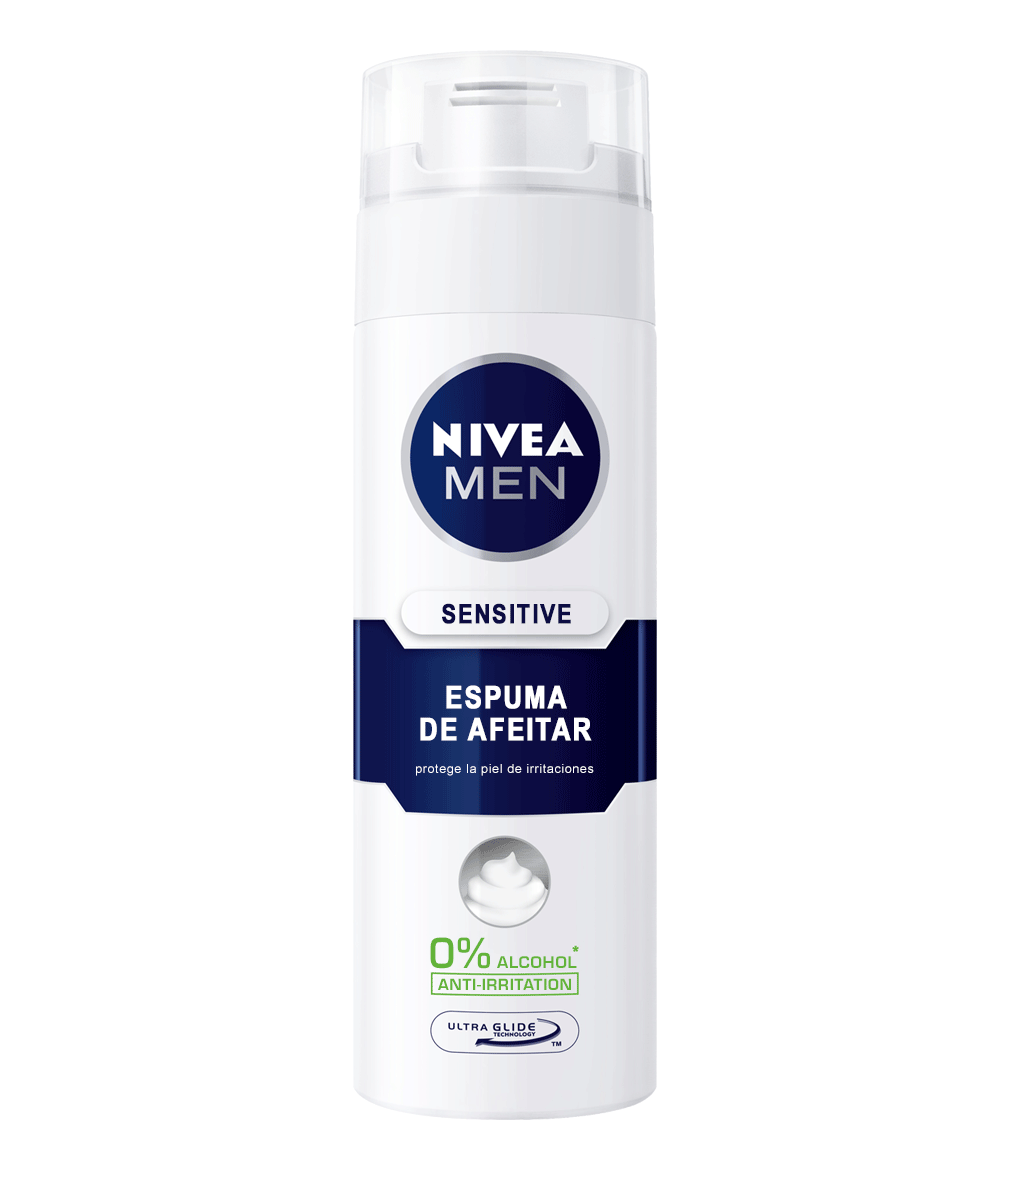 NIVEA
MEN
SENSITIVE
ESPUMA
DE AFEITAR
protege la piel de irritaciones
0% ALCOHOL*
ANTI-IRRITATION
ULTRA GLIDE
TECHNOLOGY
TM